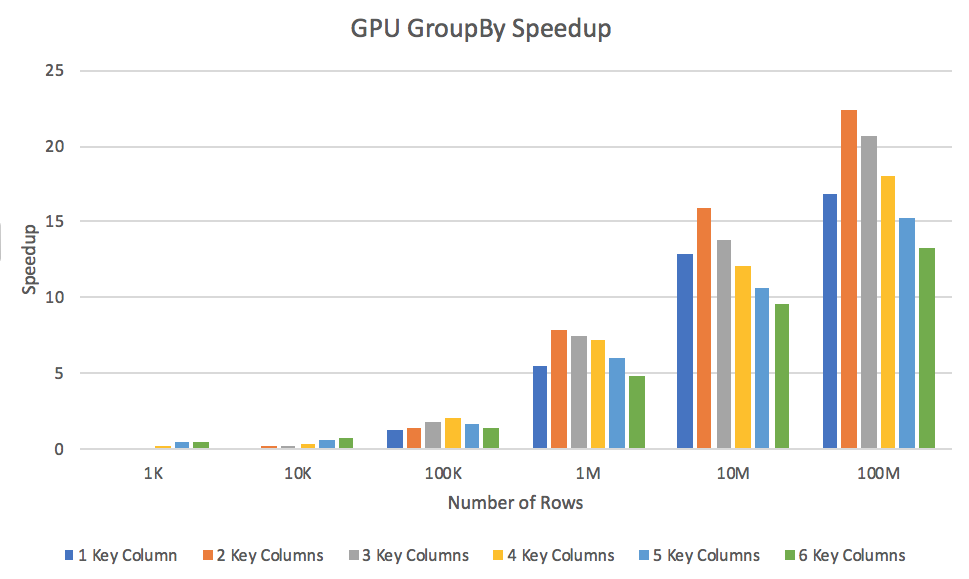 GPU GroupBy Speedup
25
20
15
10
5
0
Speedup
1K 10K 100K 1M 10M 100M
Number of Rows
1 Key Column 2 Key Columns 3 Key Columns 4 Key Columns 5 Key Columns 6 Key Columns